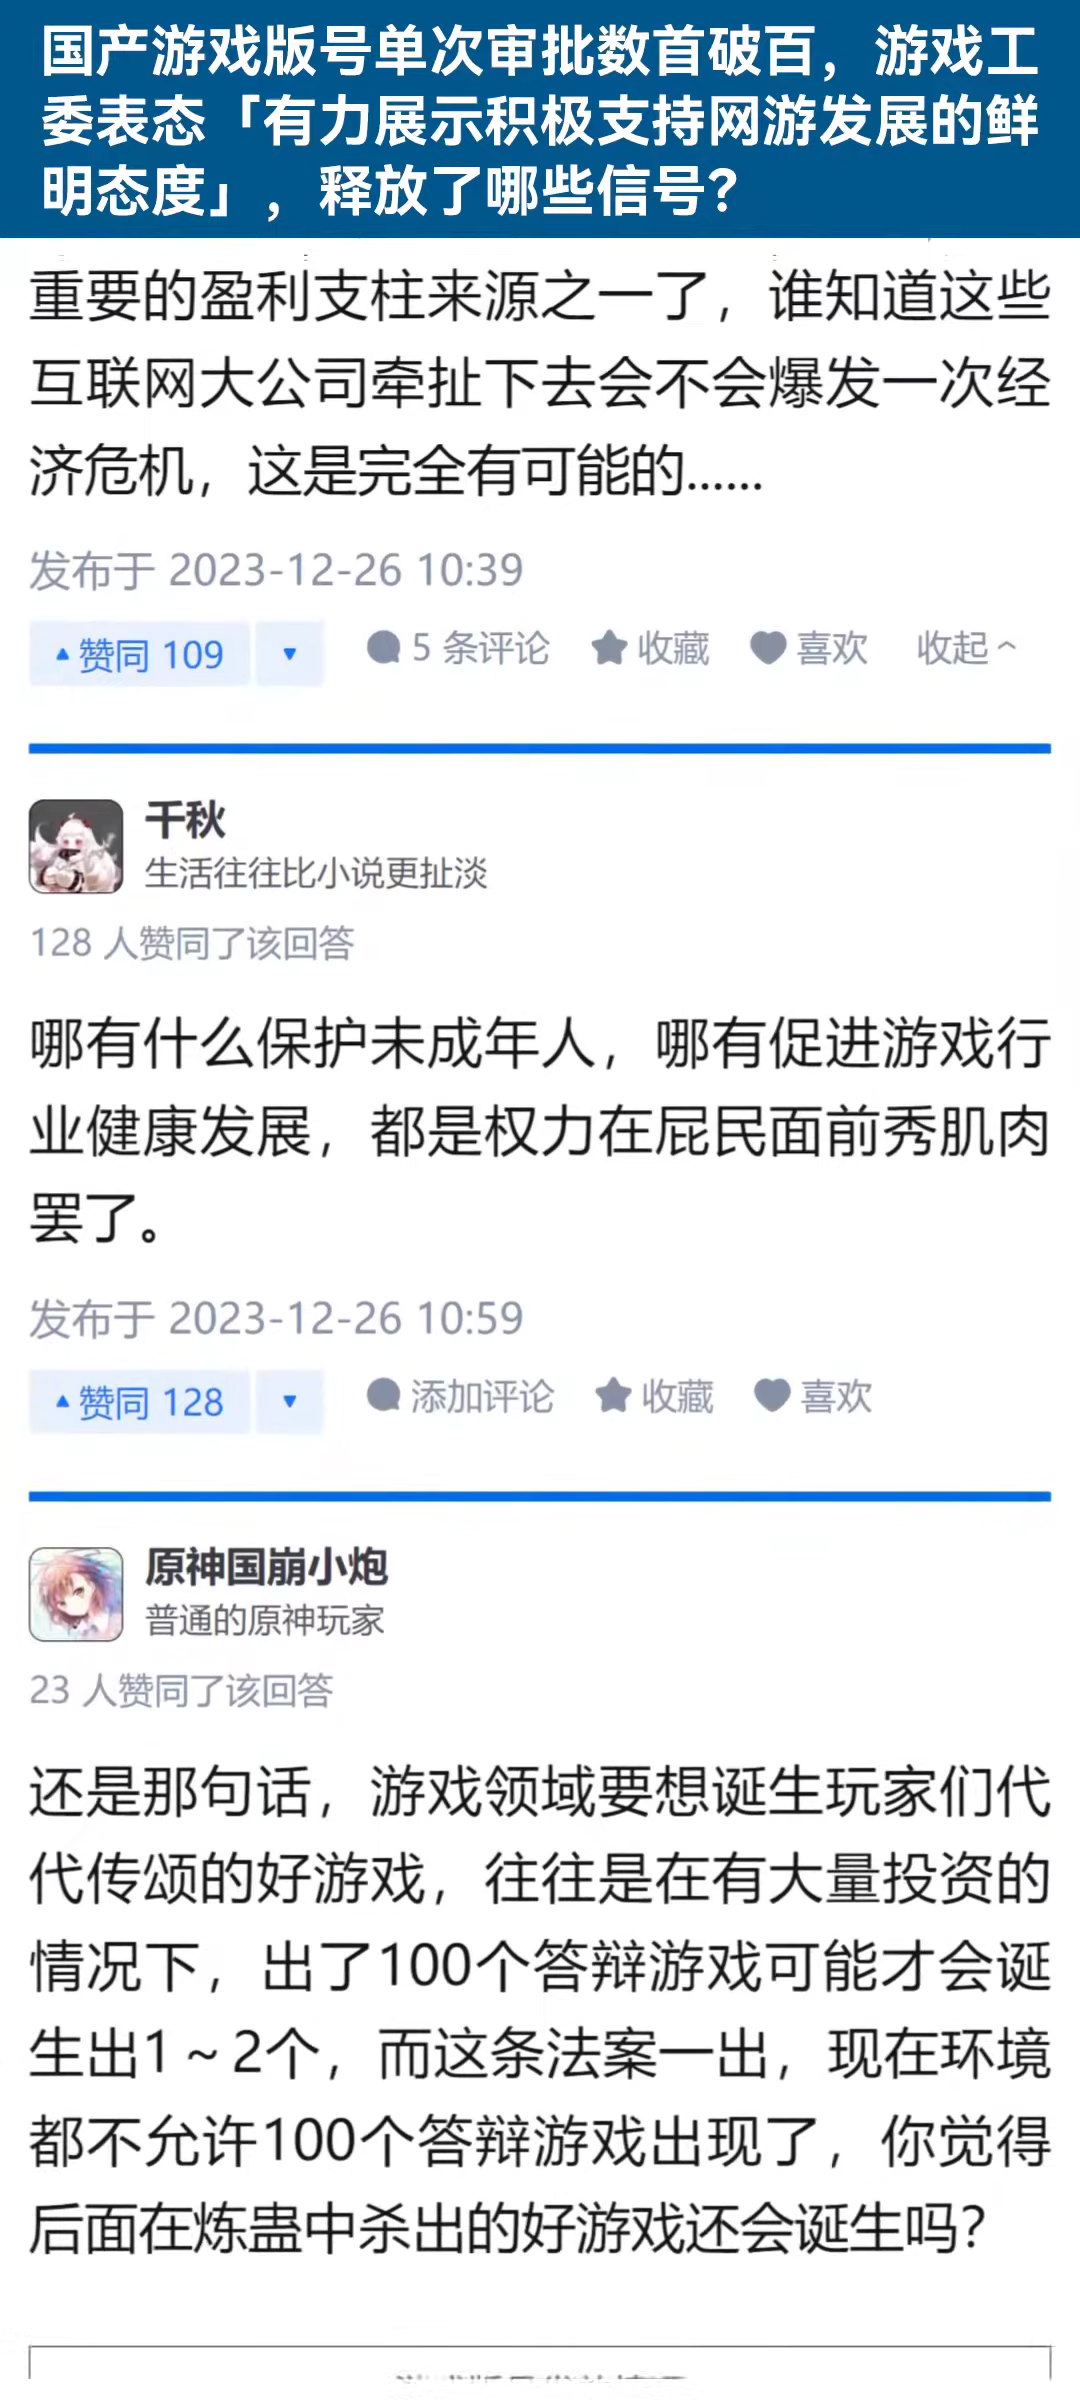 国产游戏版号单次审批数首破百，游戏工
委表态「有力展示积极支持网游发展的鲜
明态度」，释放了哪些信号？
重要的盈利支柱来源之一了，谁知道这些
互联网大公司牵扯下去会不会爆发一次经
济危机，这是完全有可能的......
发布于 2023-12-26 10:39
赞同 109
5 条评论
收藏
喜欢
收起
千秋
生活往往比小说更扯淡
128 人赞同了该回答
哪有什么保护未成年人，哪有促进游戏行
业健康发展，都是权力在屁民面前秀肌肉
罢了。
发布于 2023-12-26 10:59
赞同 128
添加评论
收藏
喜欢
原神国崩小炮
普通的原神玩家
23 人赞同了该回答
还是那句话，游戏领域要想诞生玩家们代
代传颂的好游戏，往往是在有大量投资的
情况下，出了100个答辩游戏可能才会诞
生出1～2个，而这条法案一出，现在环境
都不允许100个答辩游戏出现了，你觉得
后面在炼蛊中杀出的好游戏还会诞生吗？